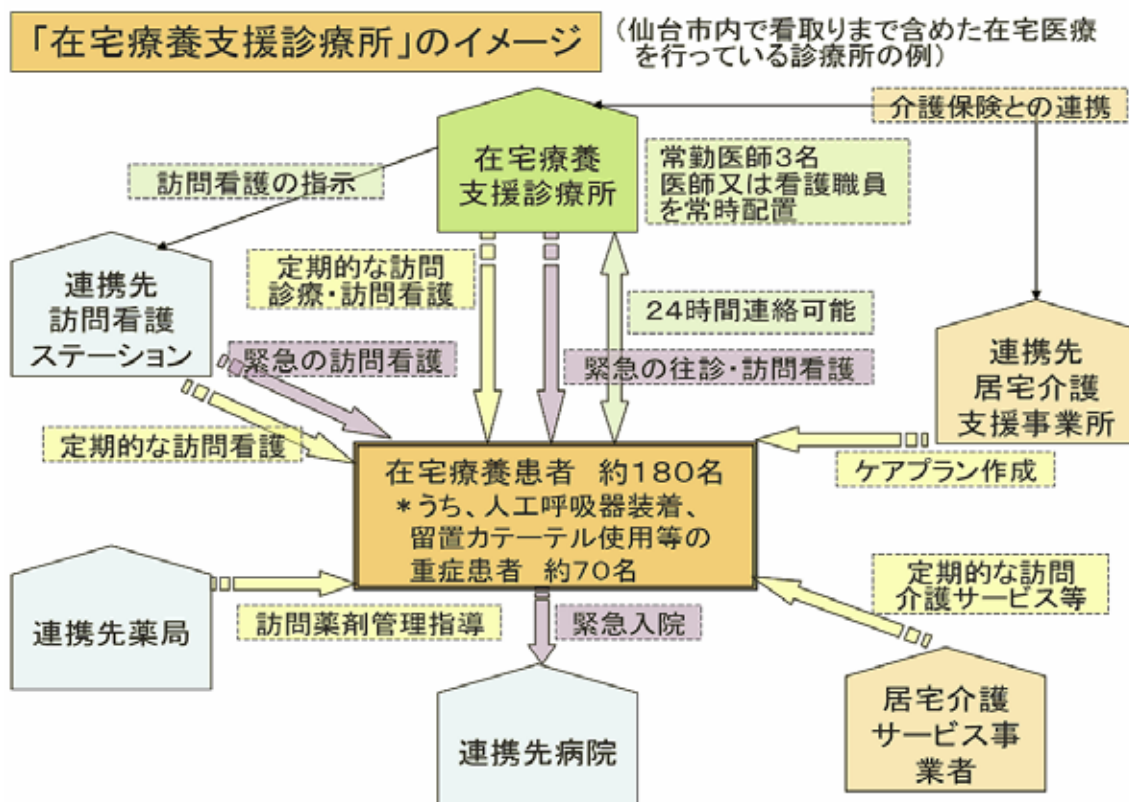 「在宅療養支援診療所」のイメージ
（仙台市内で看取りまで含めた在宅医療
を行っている診療所の例）
介護保険との連携
在宅療養
支援診療所
常勤医師3名
医師又は看護職員
を常時配置
訪問看護の指示
連携先
訪問看護
ステーション
定期的な訪問
診療・訪問看護
24時間連絡可能
緊急の訪問看護
緊急の往診・訪問看護
連携先
居宅介護
支援事業所
定期的な訪問看護
ケアプラン作成
在宅療養患者 約180名
＊うち、人工呼吸器装着、
留置カテーテル使用等の
重症患者 約70名
定期的な訪問
介護サービス等
連携先薬局
訪問薬剤管理指導
緊急入院
連携先病院
居宅介護
サービス事
業者